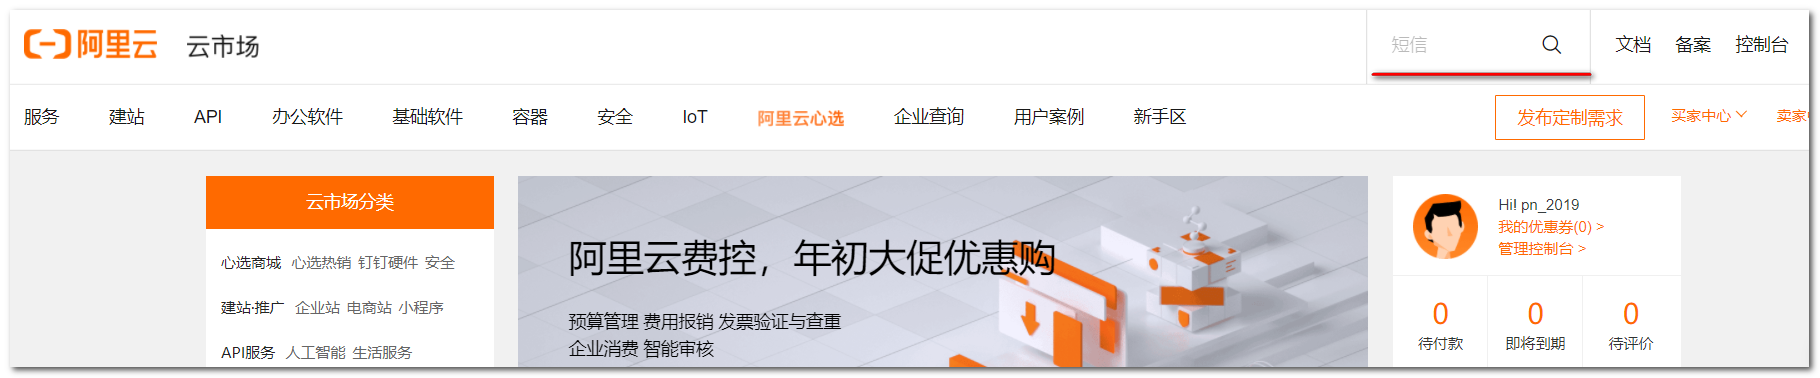 阿里云 云市场 短信 文档 备案 控制台
服务 建站 API 办公软件 基础软件 容器 安全 IoT 阿里云心选 企业查询 用户案例 新手区 发布定制需求 买家中心 卖家
云市场分类
心选商城 心选热销 钉钉硬件 安全
建站·推广 企业站 电商站 小程序
API服务 人工智能 生活服务
阿里云费控，年初大促优惠购
预算管理 费用报销 发票验证与查重
企业消费 智能审核
Hi! pn_2019
我的优惠券(0) >
管理控制台 >
0 0 0
待付款 即将到期 待评价